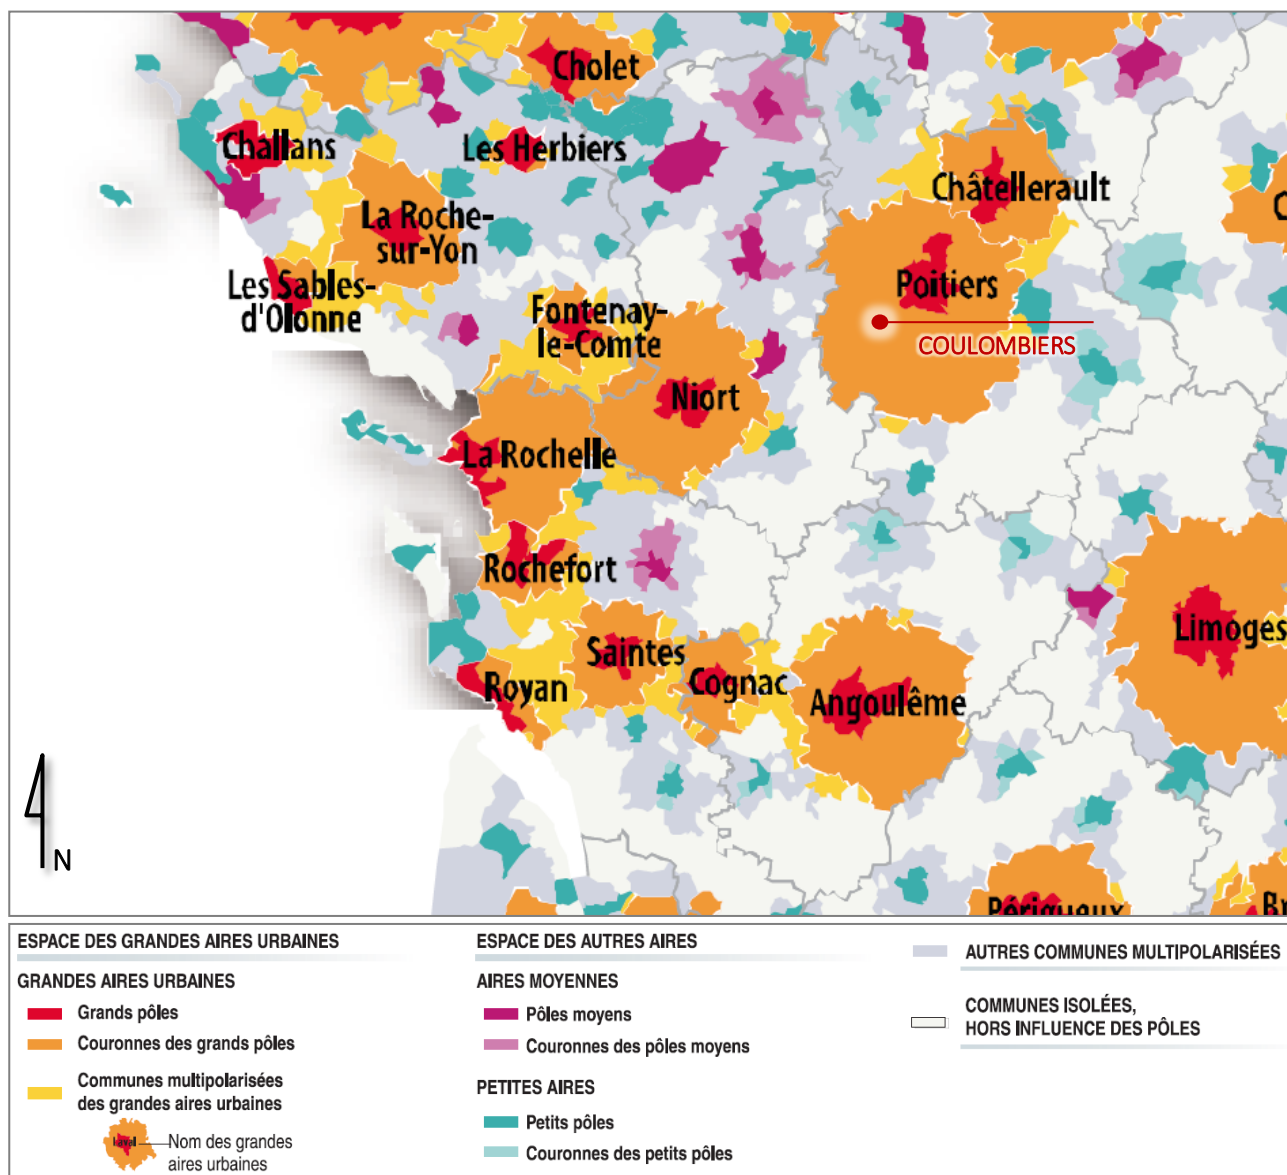 Cholet
Challans
Les Herbiers
Châtellerault
La Roche-
sur-Yon
Poitiers
Les Sables-
d'Olonne
Fontenay-
le-Comte
COULOMBIERS
Niort
La Rochelle
Rochefort
Limoges
Saintes
Cognac
Royan
Angoulême
N
Périgueux
Br
C
ESPACE DES GRANDES AIRES URBAINES
GRANDES AIRES URBAINES
Grands pôles
Couronnes des grands pôles
Communes multipolarisées
des grandes aires urbaines
Laval
Nom des grandes
aires urbaines
ESPACE DES AUTRES AIRES
AIRES MOYENNES
Pôles moyens
Couronnes des pôles moyens
PETITES AIRES
Petits pôles
Couronnes des petits pôles
AUTRES COMMUNES MULTIPOLARISÉES
COMMUNES ISOLÉES,
HORS INFLUENCE DES PÔLES